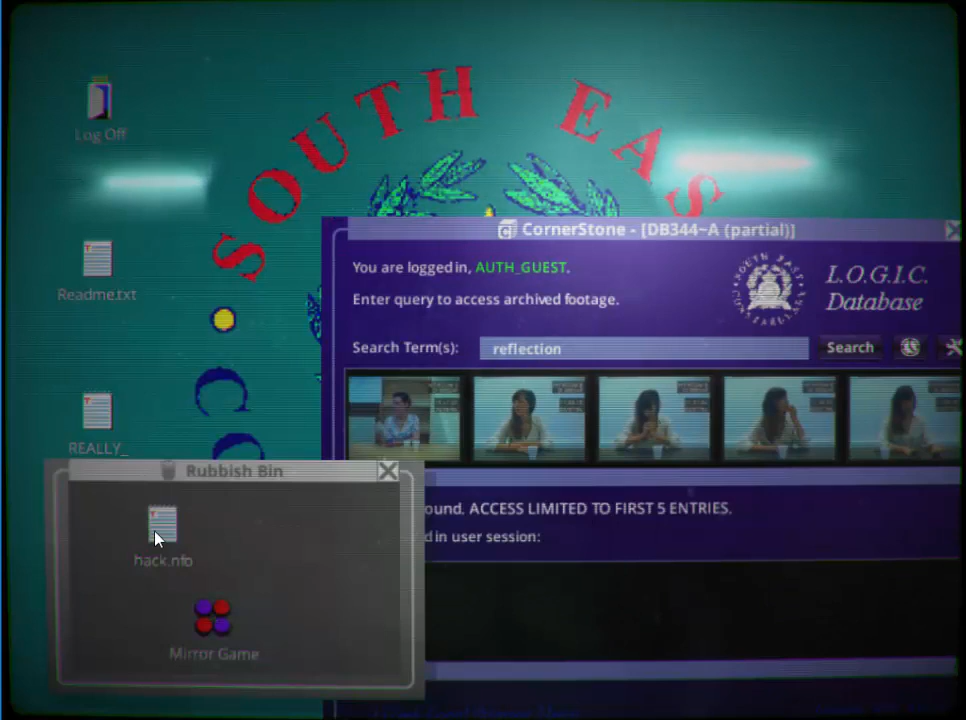 SOUTH EAS
Log Off
CornerStone - [DB344~A (partial)]
You are logged in, AUTH_GUEST.
Enter query to access archived footage.
L.O.G.I.C.
Database
Readme.txt
Search Term(s):
reflection
Search
REALLY_
Rubbish Bin
ound. ACCESS LIMITED TO FIRST 5 ENTRIES.
d in user session:
hack.nfo
Mirror Game